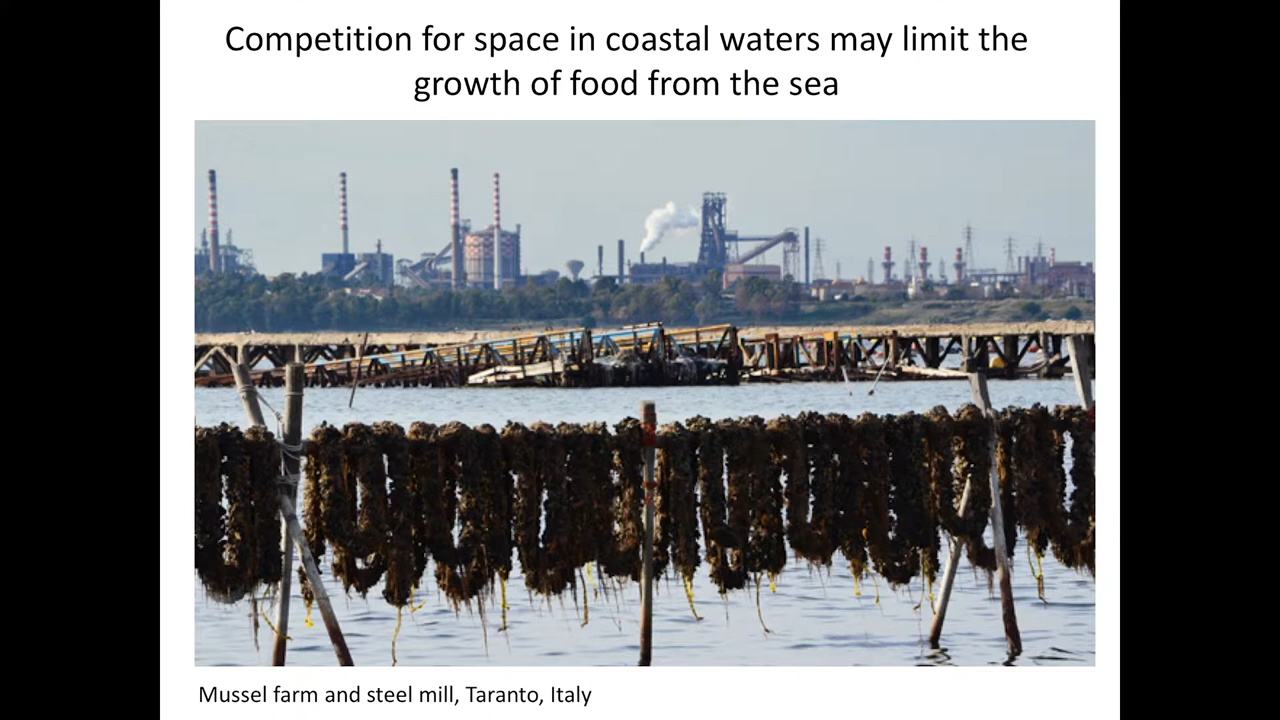 Competition for space in coastal waters may limit the
growth of food from the sea
Mussel farm and steel mill, Taranto, Italy